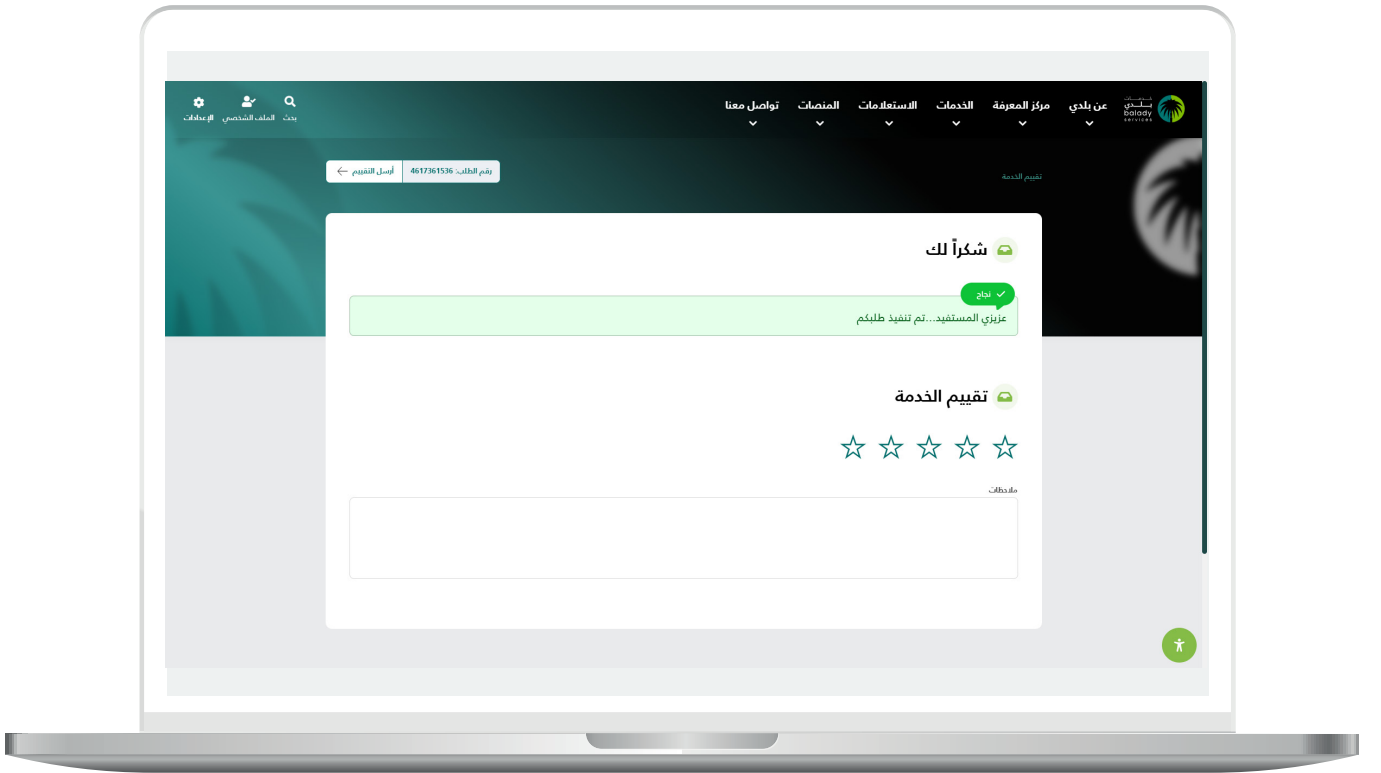 خدمات
بلدي
balady
services
عن بلدي
مركز المعرفة
الخدمات
الاستعلامات
المنصات
تواصل معنا
بحث
الملف الشخصي
الإعدادات
تقييم الخدمة
رقم الطلب: 4617361536
أرسل التقييم
شكراً لك
نجاح
عزيزي المستفيد...تم تنفيذ طلبكم
تقييم الخدمة
ملاحظات